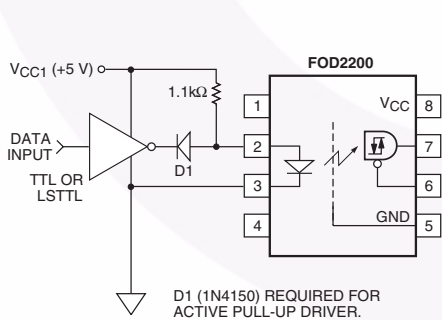 FOD2200
VCC1 (+5 V)
1.1kΩ
1
VCC 8
DATA
INPUT
2
7
D1
TTL OR
LSTTL
3
6
4
GND
5
D1 (1N4150) REQUIRED FOR
ACTIVE PULL-UP DRIVER.